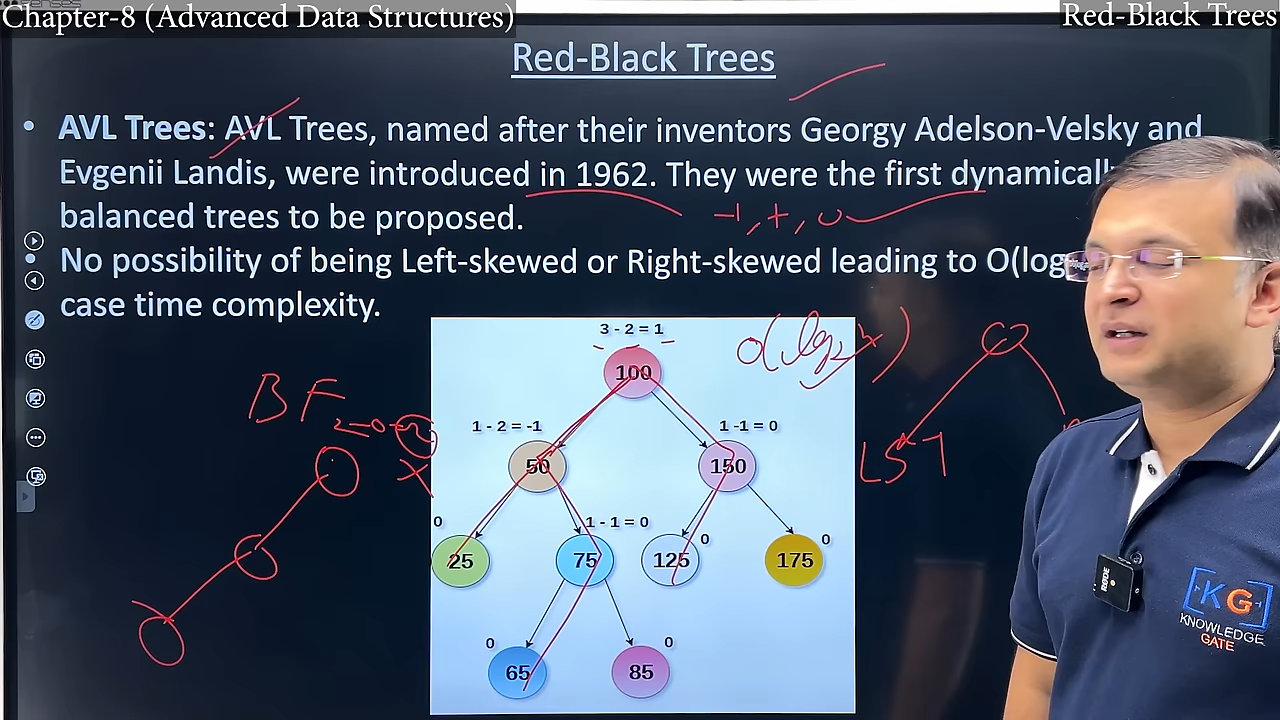 Chapter-8 (Advanced Data Structures)
Red-Black Trees
Red-Black Trees
• AVL Trees: AVL Trees, named after their inventors Georgy Adelson-Velsky and
Evgenii Landis, were introduced in 1962. They were the first dynamically
balanced trees to be proposed.
-1, +, 0
• No possibility of being Left-skewed or Right-skewed leading to O(log
case time complexity.
3 - 2 = 1
100
BF
1 - 2 = -1
1 -1 = 0
50
150
LST
0
1 - 1 = 0
0
0
25
75
125
175
0
0
65
85
RØDE
KG
KNOWLEDGE
GATE